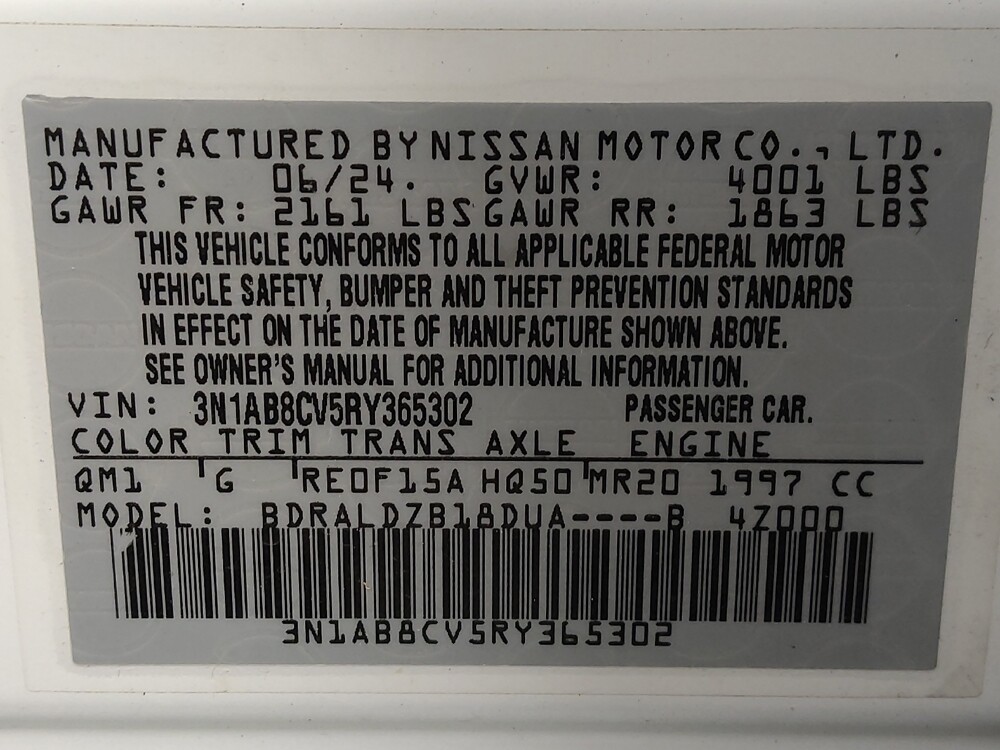 MANUFACTURED BY NISSAN MOTOR CO., LTD.
DATE: 06/24. GVWR: 4001 LBS
GAWR FR: 2161 LBS GAWR RR: 1863 LBS
THIS VEHICLE CONFORMS TO ALL APPLICABLE FEDERAL MOTOR
VEHICLE SAFETY, BUMPER AND THEFT PREVENTION STANDARDS
IN EFFECT ON THE DATE OF MANUFACTURE SHOWN ABOVE.
SEE OWNER'S MANUAL FOR ADDITIONAL INFORMATION.
VIN: 3N1AB8CV5RY365302 PASSENGER CAR.
COLOR TRIM TRANS AXLE ENGINE
QM1 G RE0F15A HQ50 MR20 1997 CC
MODEL: BDRALDZB18DUA----B 4Z000
3N1AB8CV5RY365302